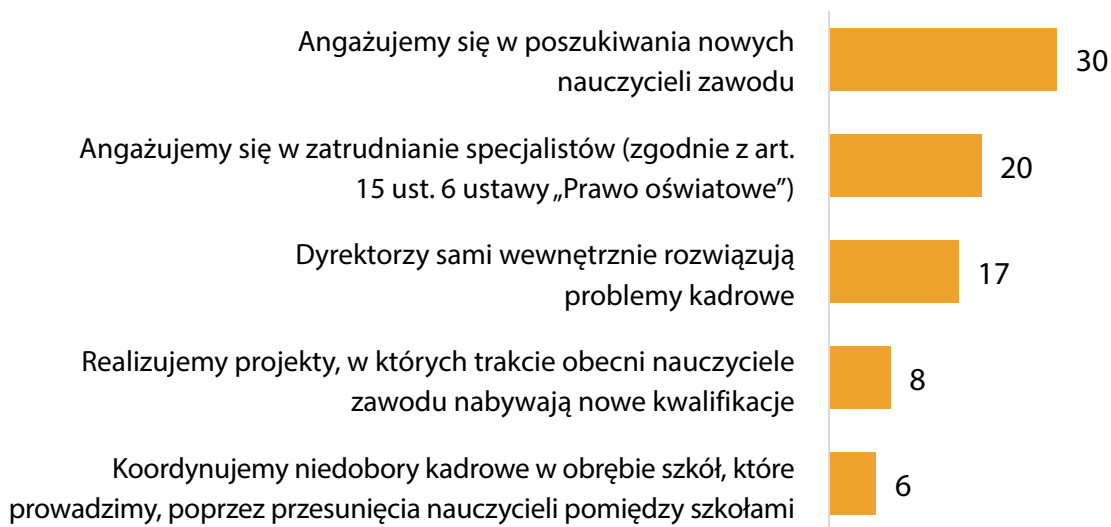 Angażujemy się w poszukiwania nowych
nauczycieli zawodu
30
Angażujemy się w zatrudnianie specjalistów (zgodnie z art.
15 ust. 6 ustawy „Prawo oświatowe”)
20
Dyrektorzy sami wewnętrznie rozwiązują
problemy kadrowe
17
Realizujemy projekty, w których trakcie obecni nauczyciele
zawodu nabywają nowe kwalifikacje
8
Koordynujemy niedobory kadrowe w obrębie szkół, które
prowadzimy, poprzez przesunięcia nauczycieli pomiędzy szkołami
6